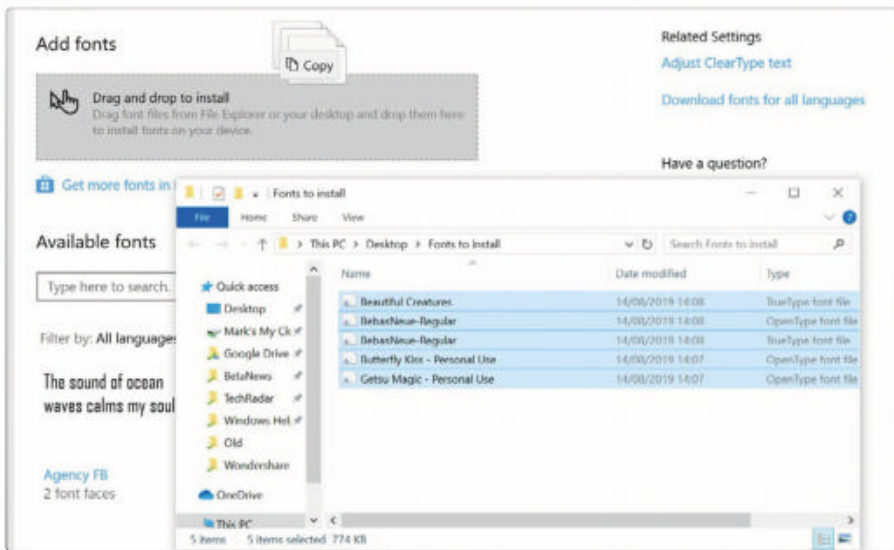 Add fonts
Copy
Drag and drop to install
Drag font files from File Explorer or your desktop and drop them here
to install fonts on your device.
Get more fonts in
Related Settings
Adjust ClearType text
Download fonts for all languages
Have a question?
Available fonts
Type here to search.
Filter by: All languages
The sound of ocean
waves calms my soul
Agency FB
2 font faces
Fonts to install
File Home Share View
This PC > Desktop > Fonts to install
Search Fonts to install
Name Date modified Type
Beautiful Creatures 14/08/2019 14:08 TrueType font file
BebasNeue-Regular 14/08/2019 14:08 OpenType font file
BebasNeue-Regular 14/08/2019 14:08 TrueType font file
Butterfly Kiss - Personal Use 14/08/2019 14:07 OpenType font file
Getsu Magic - Personal Use 14/08/2019 14:07 OpenType font file
Quick access
Desktop
Mark's My Cl
Google Drive
BetaNews
TechRadar
Windows Hel
Old
Wondershare
OneDrive
This PC
5 items 5 items selected 774 KB